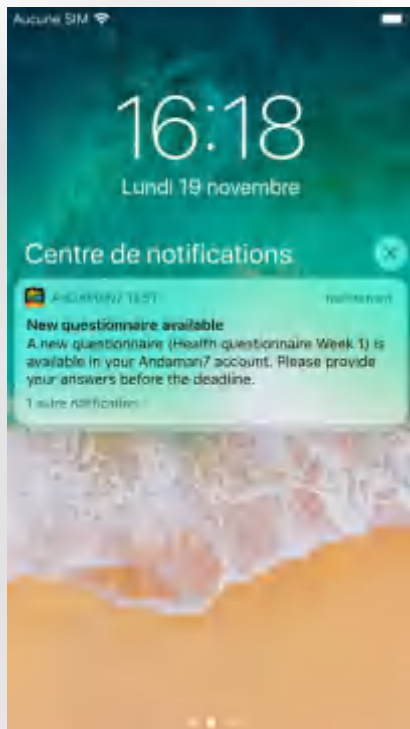 Aucune SIM
16:18
Lundi 19 novembre
Centre de notifications
ANDAMAN7 TEST
maintenant
New questionnaire available
A new questionnaire (Health questionnaire Week 1) is
available in your Andaman7 account. Please provide
your answers before the deadline.
1 autre notification